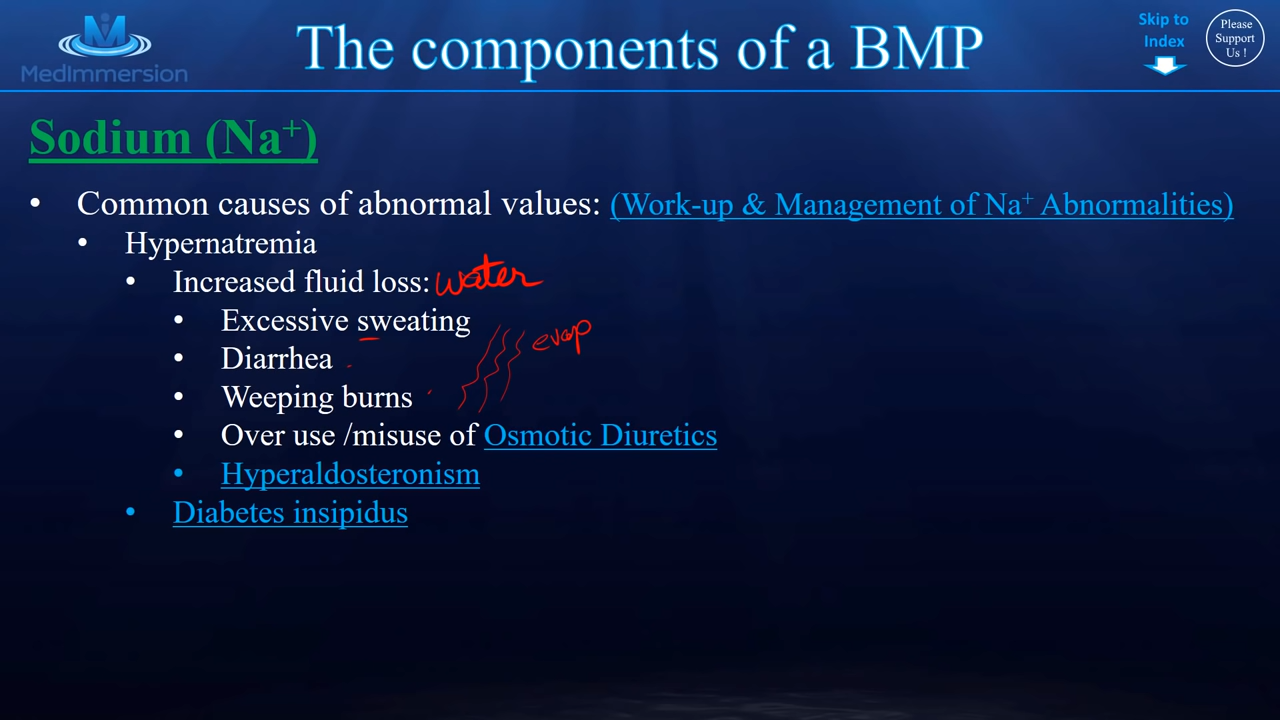 MedImmersion
The components of a BMP
Skip to
Index
Please
Support
Us !
Sodium (Na⁺)
• Common causes of abnormal values: (Work-up & Management of Na⁺ Abnormalities)
• Hypernatremia
• Increased fluid loss: water
• Excessive sweating
evap
• Diarrhea
• Weeping burns
• Over use /misuse of Osmotic Diuretics
• Hyperaldosteronism
• Diabetes insipidus